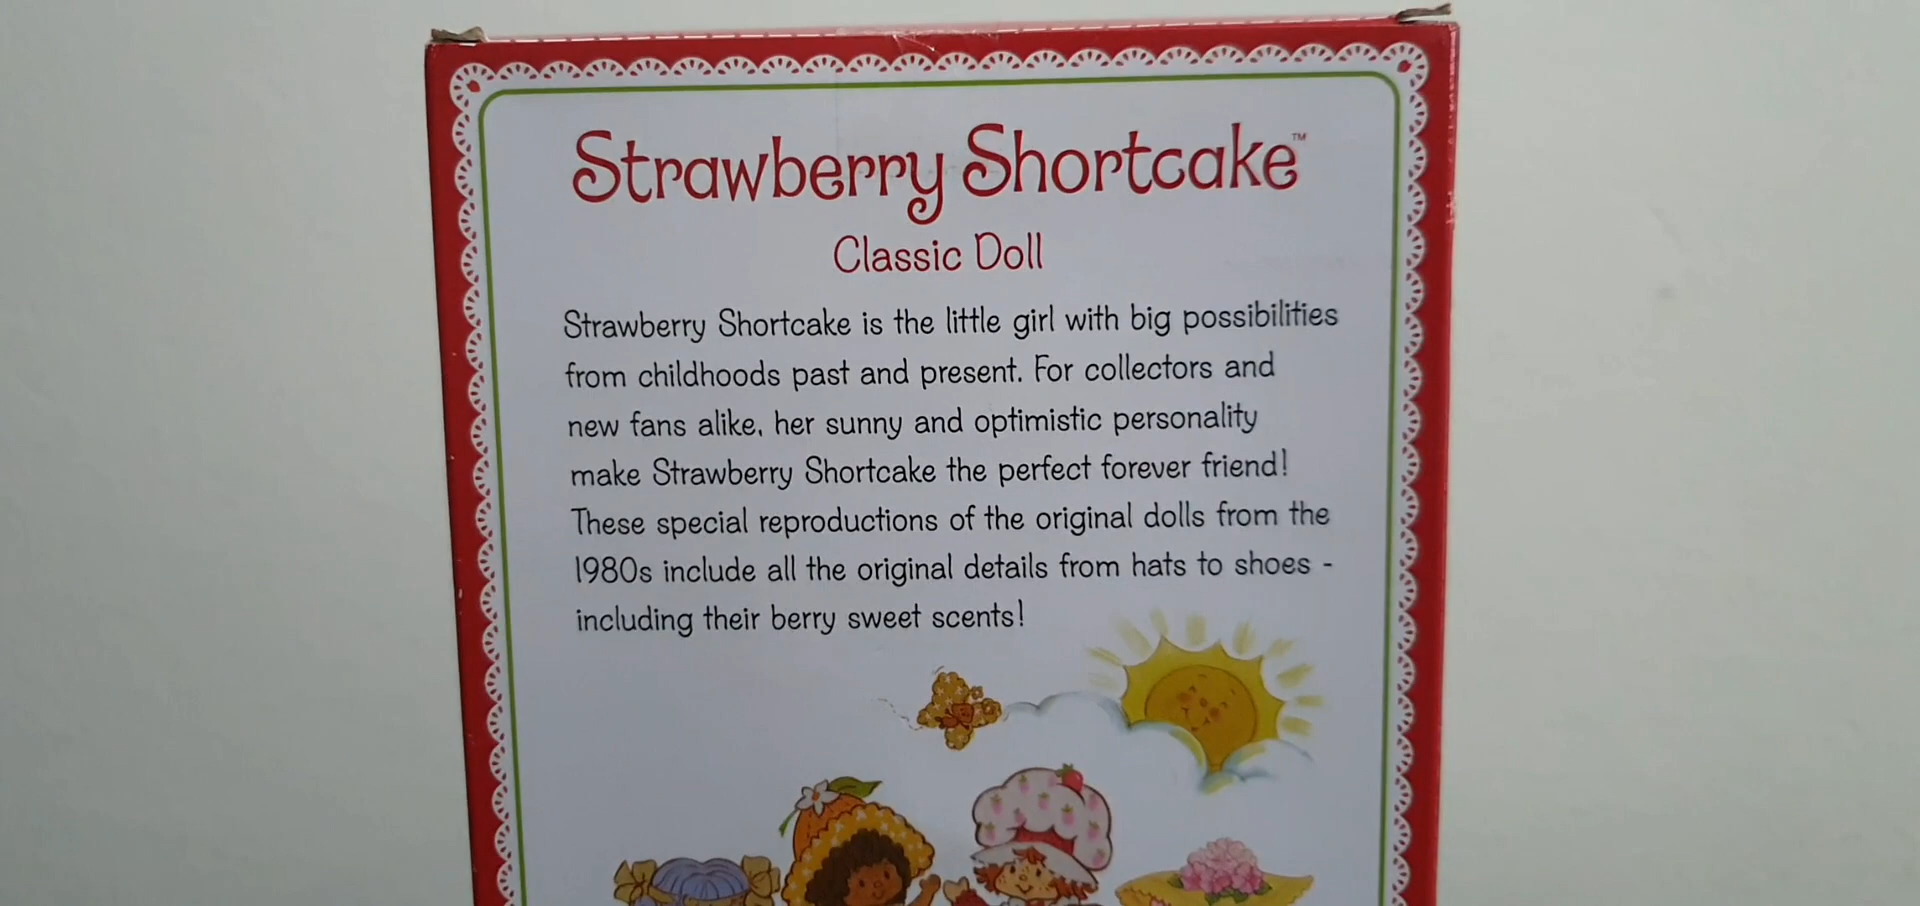 Strawberry Shortcake™
Classic Doll
Strawberry Shortcake is the little girl with big possibilities
from childhoods past and present. For collectors and
new fans alike, her sunny and optimistic personality
make Strawberry Shortcake the perfect forever friend!
These special reproductions of the original dolls from the
1980s include all the original details from hats to shoes -
including their berry sweet scents!